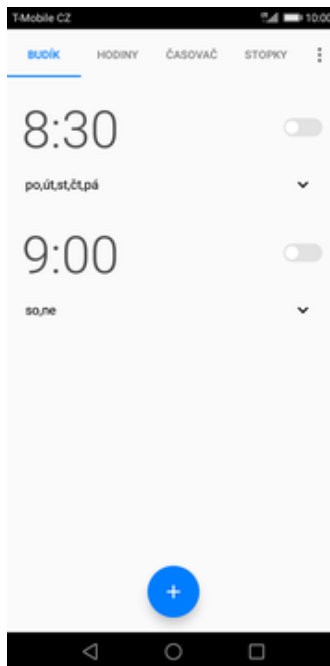 T-Mobile CZ 10:00
BUDÍK HODINY ČASOVAČ STOPKY
8:30
po,út,st,čt,pá
9:00
so,ne
+